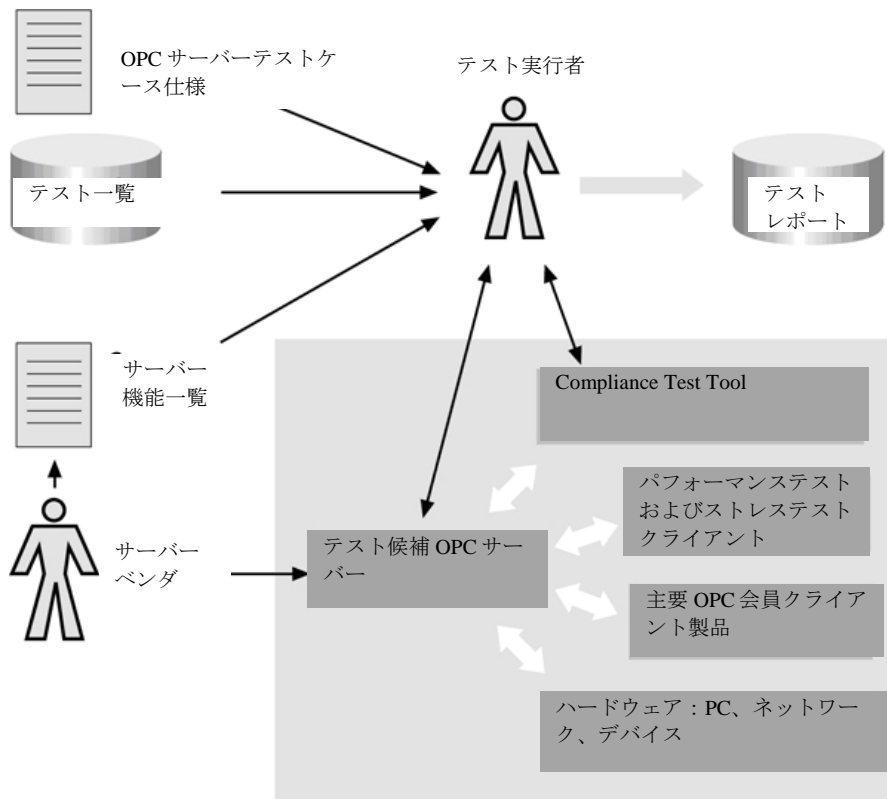 OPC サーバーテストケ
ース仕様
テスト実行者
テスト一覧
テスト
レポート
サーバー
機能一覧
Compliance Test Tool
パフォーマンステスト
およびストレステスト
クライアント
サーバー
ベンダ
テスト候補 OPC サー
バー
主要 OPC 会員クライア
ント製品
ハードウェア：PC、ネットワー
ク、デバイス